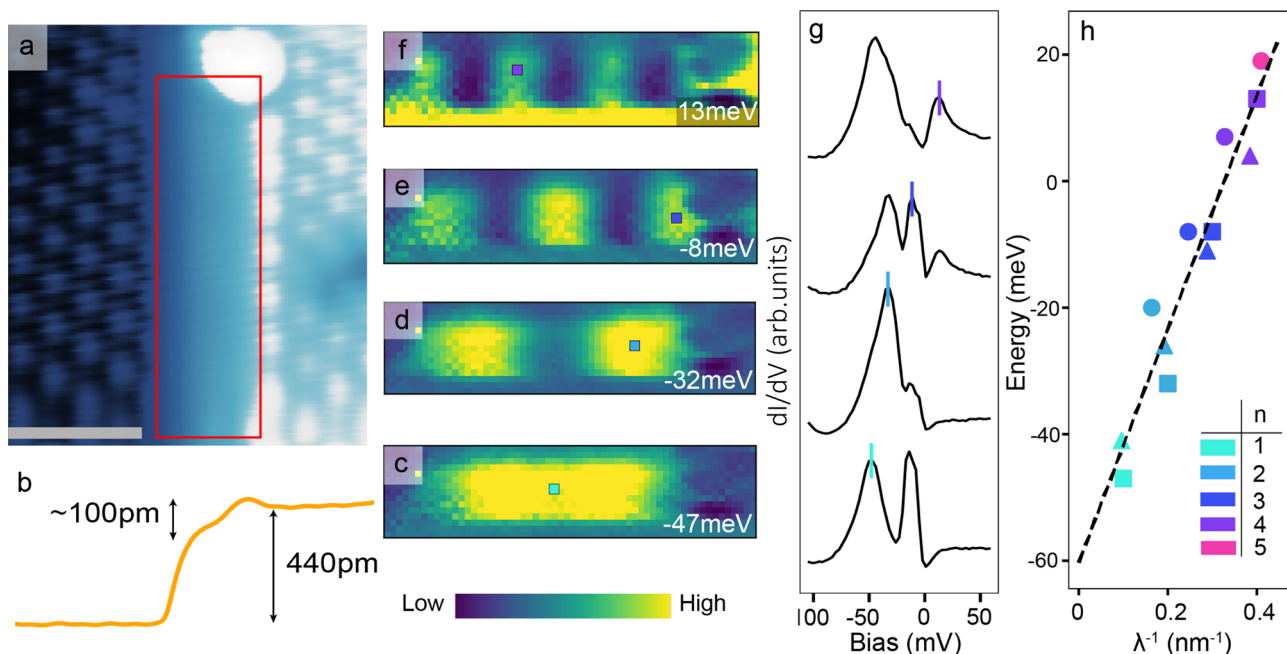 a
b
~100pm
440pm
f
13meV
e
-8meV
d
-32meV
c
-47meV
Low
High
g
dI/dV (arb.units)
100
-50
0
50
Bias (mV)
h
Energy (meV)
20
0
-20
-40
-60
0
0.2
0.4
λ⁻¹ (nm⁻¹)
n
1
2
3
4
5